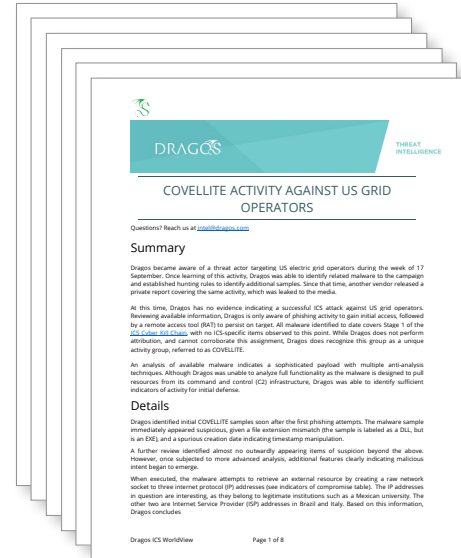 DRAGOS
THREAT
INTELLIGENCE
COVELLITE ACTIVITY AGAINST US GRID
OPERATORS
Questions? Reach us at intel@dragos.com
Summary
Dragos became aware of a threat actor targeting US electric grid operators during the week of 17
September. Once learning of this activity, Dragos was able to identify related malware to the campaign
and established hunting rules to identify additional samples. Since that time, another vendor released a
private report covering the same activity, which was leaked to the media.
At this time, Dragos has no evidence indicating a successful ICS attack against US grid operators.
Reviewing available information, Dragos is only aware of phishing activity to gain initial access, followed
by a remote access tool (RAT) to persist on target. All malware identified to date covers Stage 1 of the
ICS Cyber Kill Chain, with no ICS-specific items observed to this point. While Dragos does not perform
attribution, and cannot corroborate this assignment, Dragos does recognize this group as a unique
activity group, referred to as COVELLITE.
An analysis of available malware indicates a sophisticated payload with multiple anti-analysis
techniques. Although Dragos was unable to analyze full functionality as the malware is designed to pull
resources from its command and control (C2) infrastructure, Dragos was able to identify sufficient
indicators of activity for initial defense.
Details
Dragos identified initial COVELLITE samples soon after the first phishing attempts. The malware sample
immediately appeared suspicious, given a file extension mismatch (the sample is labeled as a DLL, but
is an EXE), and a spurious creation date indicating timestamp manipulation.
A further review identified almost no outwardly appearing items of suspicion beyond the above.
However, once subjected to more advanced analysis, additional features clearly indicating malicious
intent began to emerge.
When executed, the malware attempts to retrieve an external resource by creating a raw network
socket to three internet protocol (IP) addresses (see indicators of compromise table). The IP addresses
in question are interesting, as they belong to legitimate institutions such as a Mexican university. The
other two are Internet Service Provider (ISP) addresses in Brazil and Italy. Based on this information,
Dragos concludes
Dragos ICS WorldView Page 1 of 8